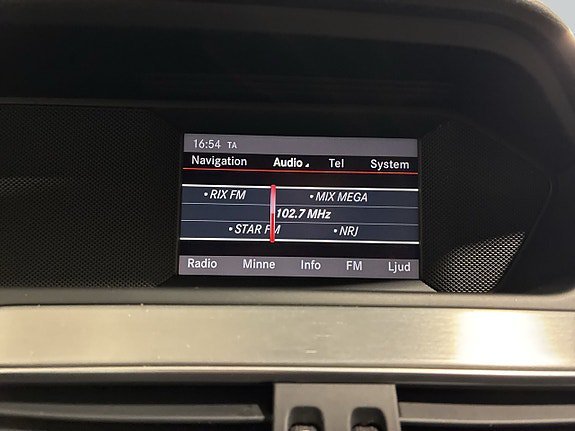 16:54 TA
Navigation Audio Tel System
• RIX FM • MIX MEGA
102.7 MHz
• STAR FM • NRJ
Radio Minne Info FM Ljud